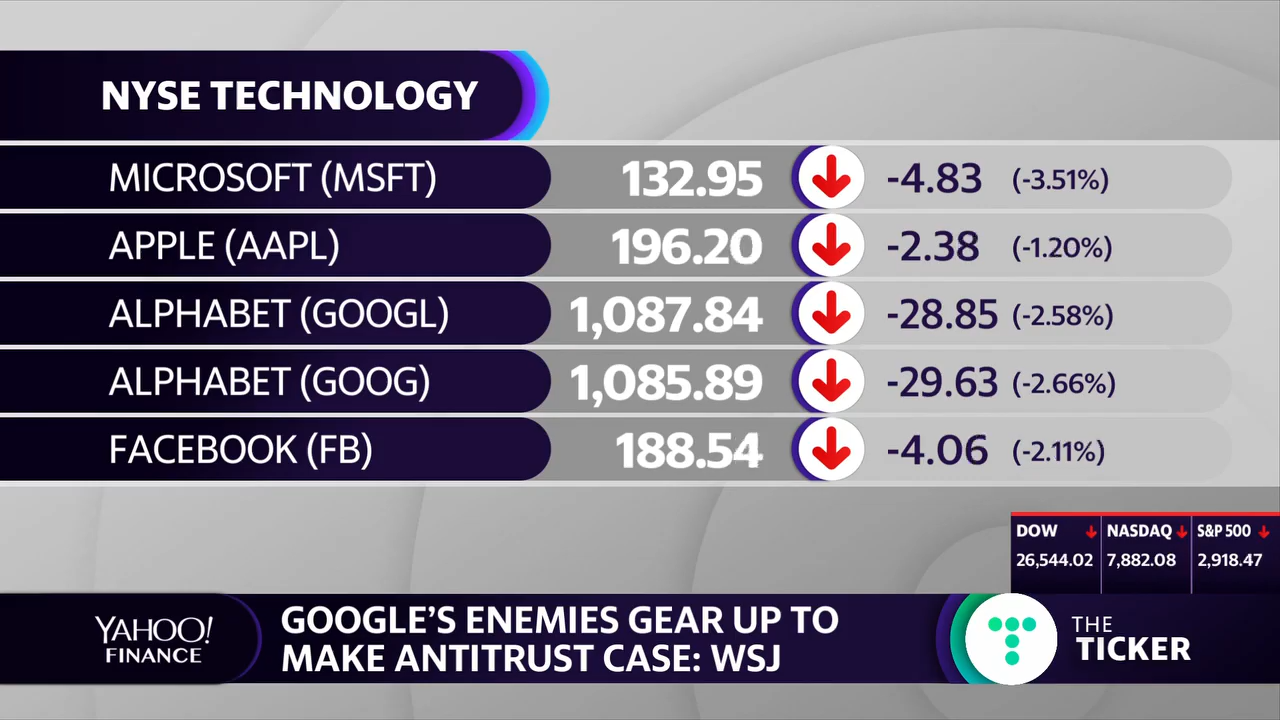 NYSE TECHNOLOGY
MICROSOFT (MSFT) 132.95 -4.83 (-3.51%)
APPLE (AAPL) 196.20 -2.38 (-1.20%)
ALPHABET (GOOGL) 1,087.84 -28.85 (-2.58%)
ALPHABET (GOOG) 1,085.89 -29.63 (-2.66%)
FACEBOOK (FB) 188.54 -4.06 (-2.11%)
DOW NASDAQ S&P 500
26,544.02 7,882.08 2,918.47
YAHOO!
FINANCE
GOOGLE'S ENEMIES GEAR UP TO
MAKE ANTITRUST CASE: WSJ
THE
TICKER